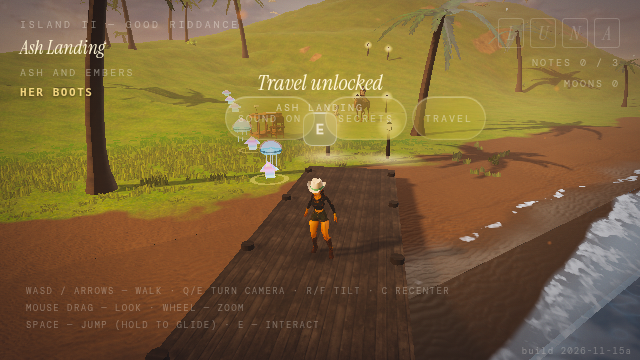 ISLAND II — GOOD RIDDANCE
Ash Landing
ASH AND EMBERS
HER BOOTS
L U N A
NOTES 0 / 3
MOONS 0
Travel unlocked
ASH LANDING
SOUND ON
E
SECRETS
TRAVEL
WASD / ARROWS — WALK · Q/E TURN CAMERA · R/F TILT · C RECENTER
MOUSE DRAG — LOOK · WHEEL — ZOOM
SPACE — JUMP (HOLD TO GLIDE) · E — INTERACT
build 2026-11-15a